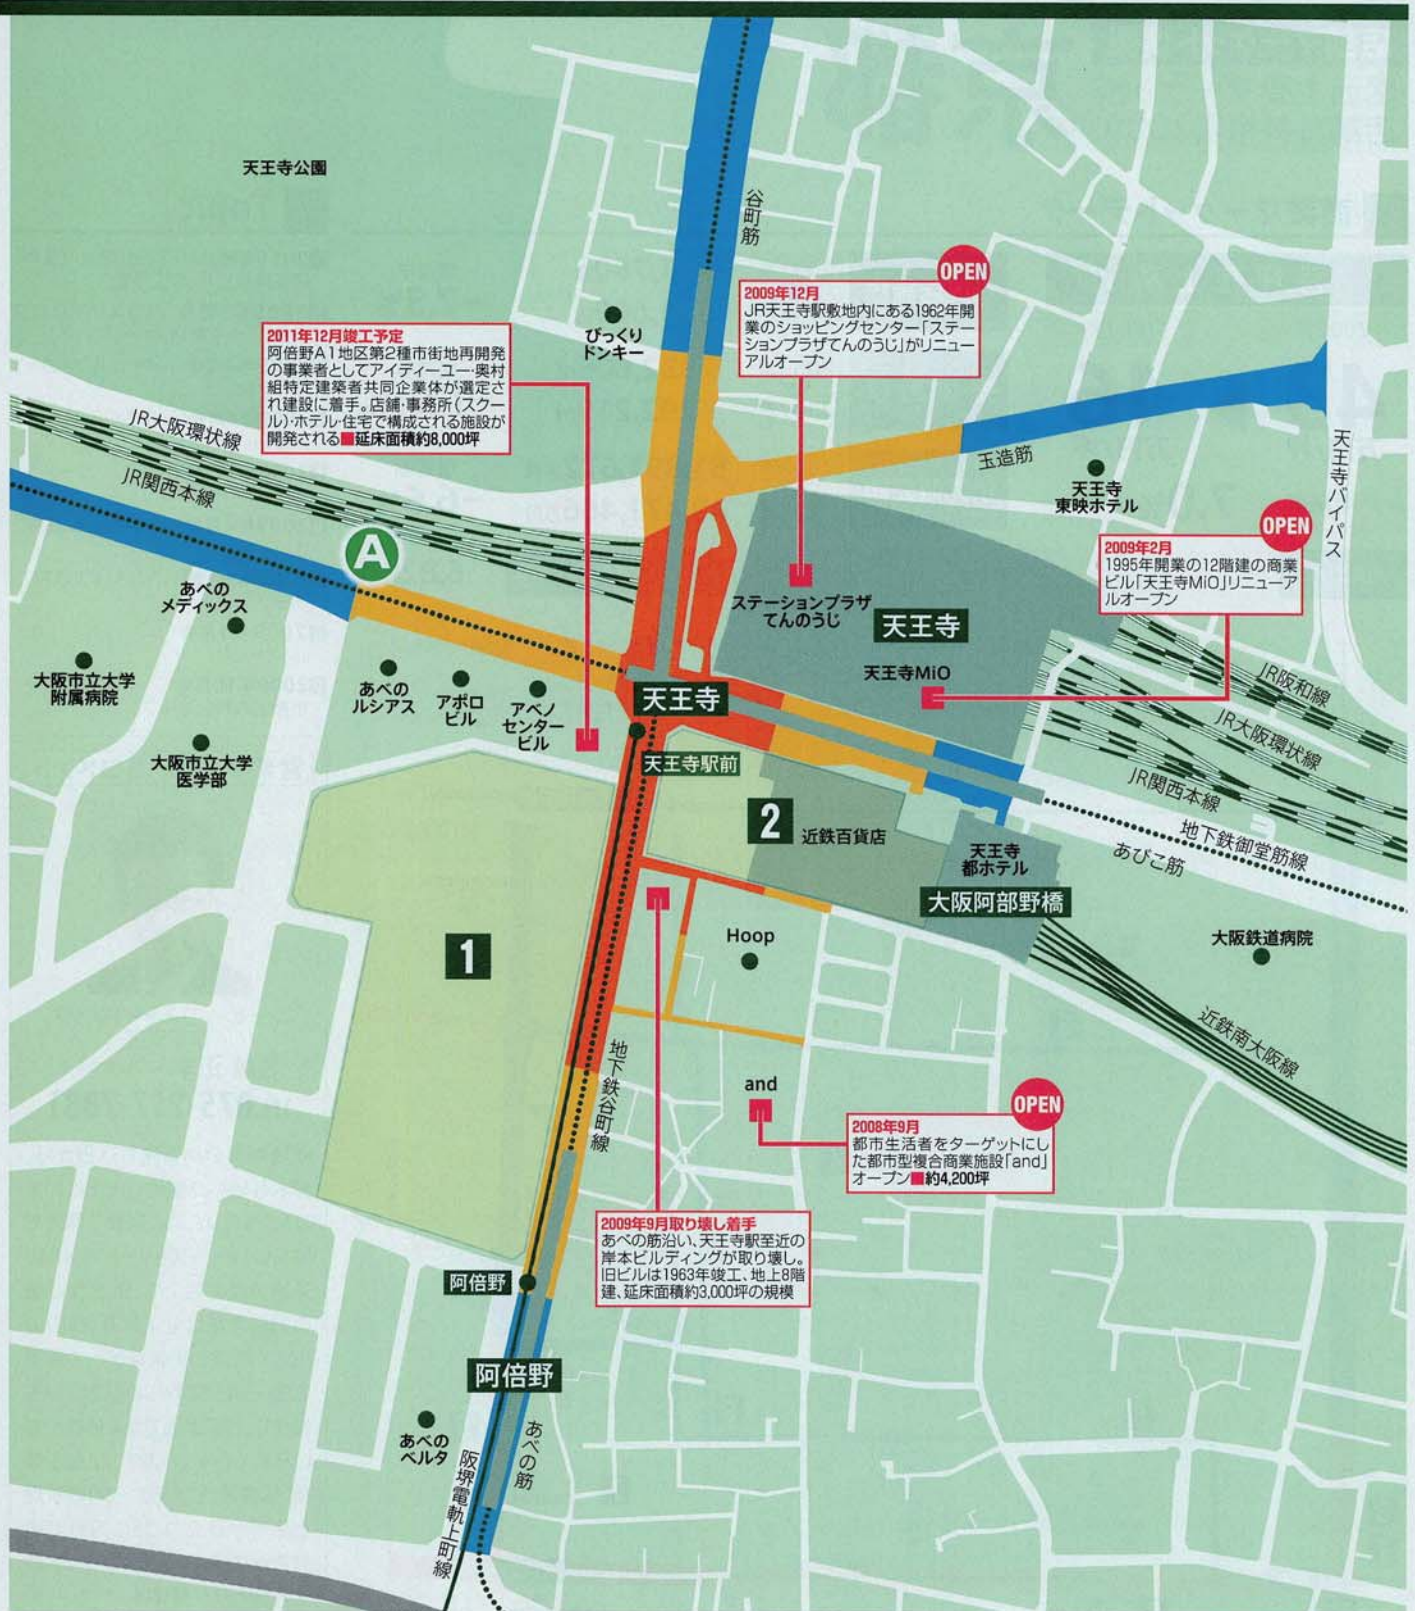 天王寺公園
谷町筋
OPEN
2009年12月
JR天王寺駅敷地内にある1962年開
業のショッピングセンター「ステー
ションプラザてんのうじ」がリニュー
アルオープン
びっくり
ドンキー
2011年12月竣工予定
阿倍野A1地区第2種市街地再開発
の事業者としてアイディーユー・奥村
組特定建築者共同企業体が選定さ
れ建設に着手。店舗・事務所(スクー
ル)・ホテル・住宅で構成される施設が
開発される■延床面積約8,000坪
JR大阪環状線
JR関西本線
玉造筋
天王寺
東映ホテル
天王寺バイパス
OPEN
2009年2月
1995年開業の12階建の商業
ビル「天王寺MiO」リニューア
ルオープン
A
あべの
メディックス
ステーションプラザ
てんのうじ
天王寺
天王寺MiO
大阪市立大学
附属病院
あべの
ルシアス
アポロ
ビル
アベノ
センター
ビル
天王寺
JR阪和線
JR大阪環状線
JR関西本線
大阪市立大学
医学部
天王寺駅前
2
近鉄百貨店
天王寺
都ホテル
地下鉄御堂筋線
あびこ筋
大阪阿部野橋
1
Hoop
大阪鉄道病院
近鉄南大阪線
地下鉄谷町線
and
OPEN
2008年9月
都市生活者をターゲットにし
た都市型複合商業施設「and」
オープン■約4,200坪
2009年9月取り壊し着手
あべの筋沿い、天王寺駅至近の
岸本ビルディングが取り壊し。
旧ビルは1963年竣工、地上8階
建、延床面積約3,000坪の規模
阿倍野
阿倍野
あべの
ベルタ
あべの筋
阪堺電軌上町線